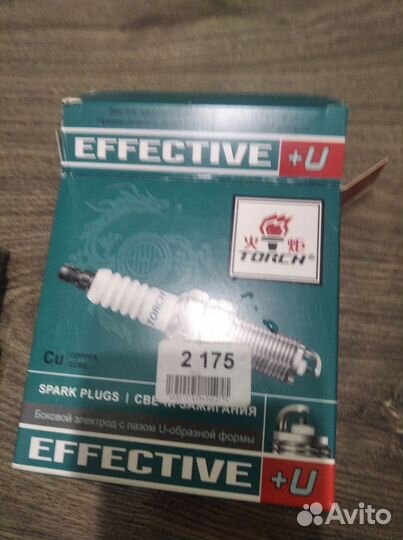 EFFECTIVE +U
火 炬
TORCH®
TORCH
Cu COPPER CORE
2 175
SPARK PLUGS / СВЕЧИ ЗАЖИГАНИЯ
Боковой электрод с пазом U-образной формы
EFFECTIVE +U
Avito